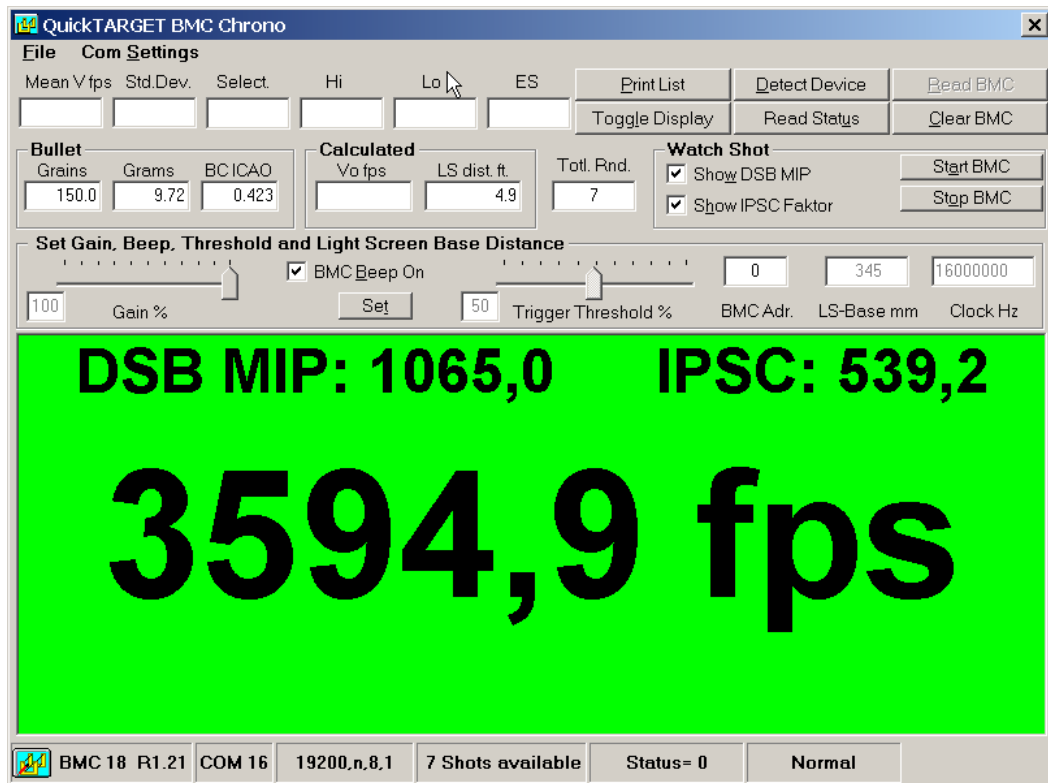 QuickTARGET BMC Chrono
File Com Settings
Mean V fps Std.Dev. Select. Hi Lo ES Print List Detect Device Read BMC
Toggle Display Read Status Clear BMC
Bullet Calculated Watch Shot
Grains Grams BC ICAO Vo fps LS dist. ft. Totl. Rnd. Show DSB MIP Start BMC
150.0 9.72 0.423 4.9 7 Show IPSC Faktor Stop BMC
Set Gain, Beep, Threshold and Light Screen Base Distance
BMC Beep On 0 345 16000000
100 Gain % Set 50 Trigger Threshold % BMC Adr. LS-Base mm Clock Hz
DSB MIP: 1065,0 IPSC: 539,2
3594,9 fps
BMC 18 R1.21 COM 16 19200,n,8,1 7 Shots available Status= 0 Normal